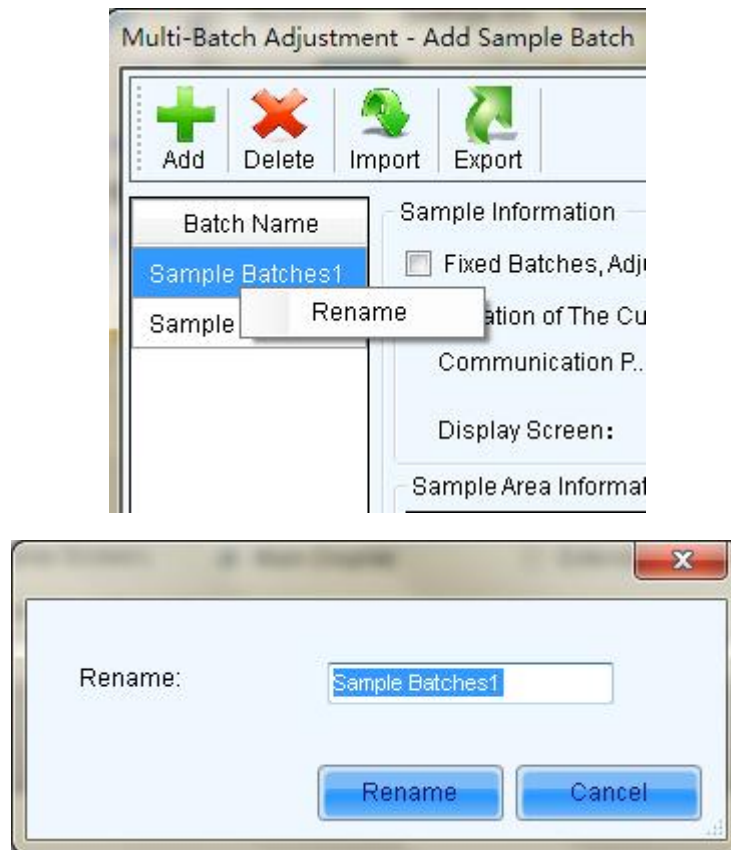 Multi-Batch Adjustment - Add Sample Batch
Add Delete Import Export
Batch Name
Sample Batches1
Sample
Rename
Sample Information
Fixed Batches, Adj
ation of The Cu
Communication P...
Display Screen:
Sample Area Informat
Rename:
Sample Batches1
Rename Cancel